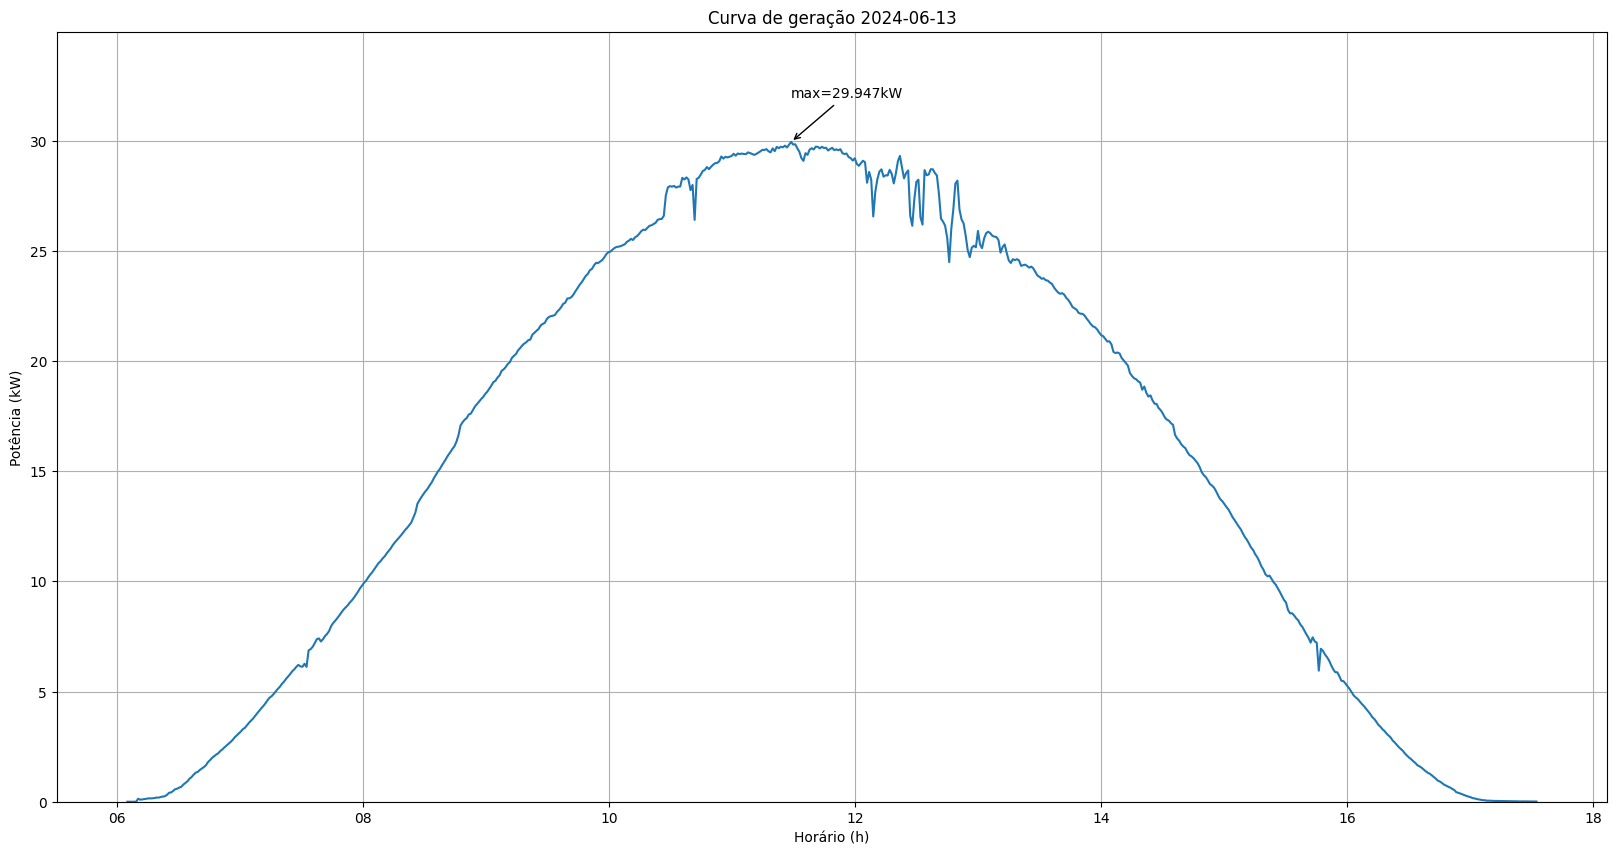 Curva de geração 2024-06-13
max=29.947kW
Potência (kW)
30
25
20
15
10
5
0
06 08 10 12 14 16 18
Horário (h)